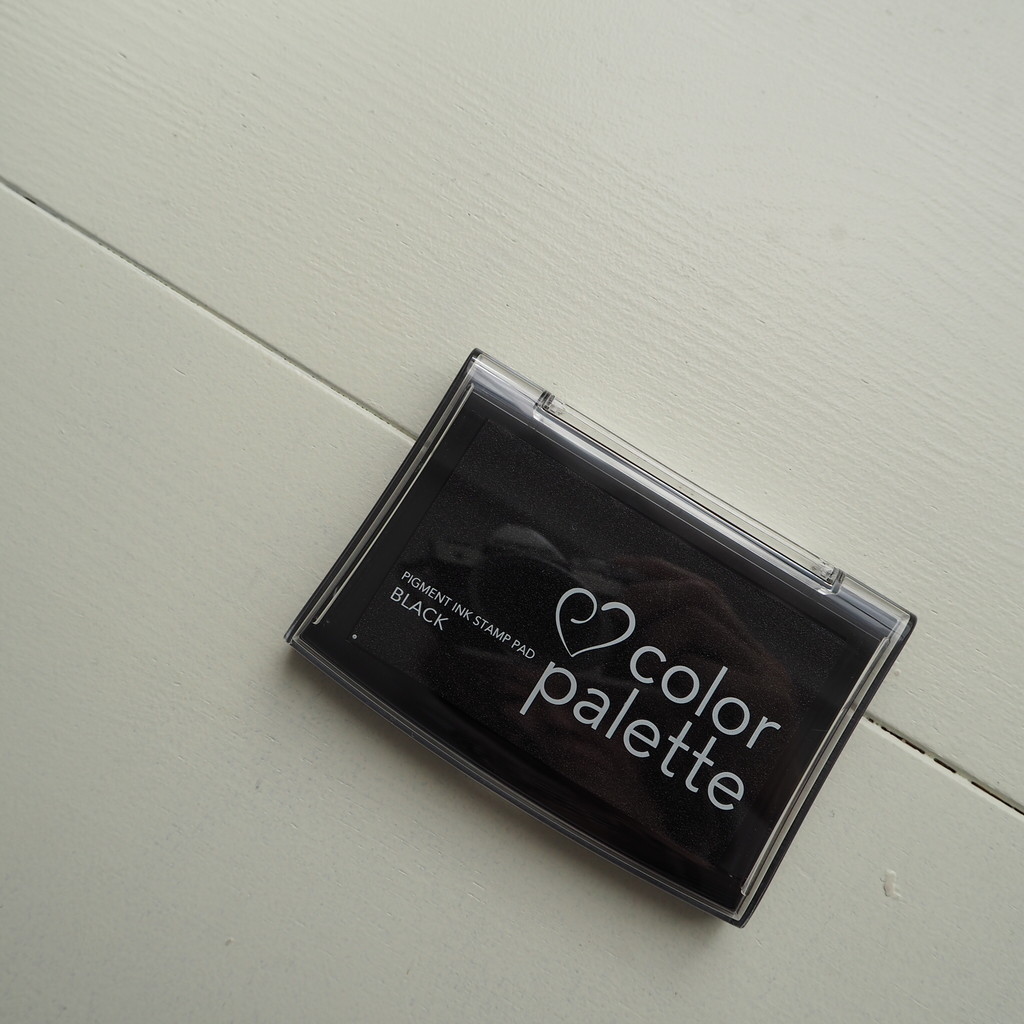 PIGMENT INK STAMP PAD
BLACK
color
palette